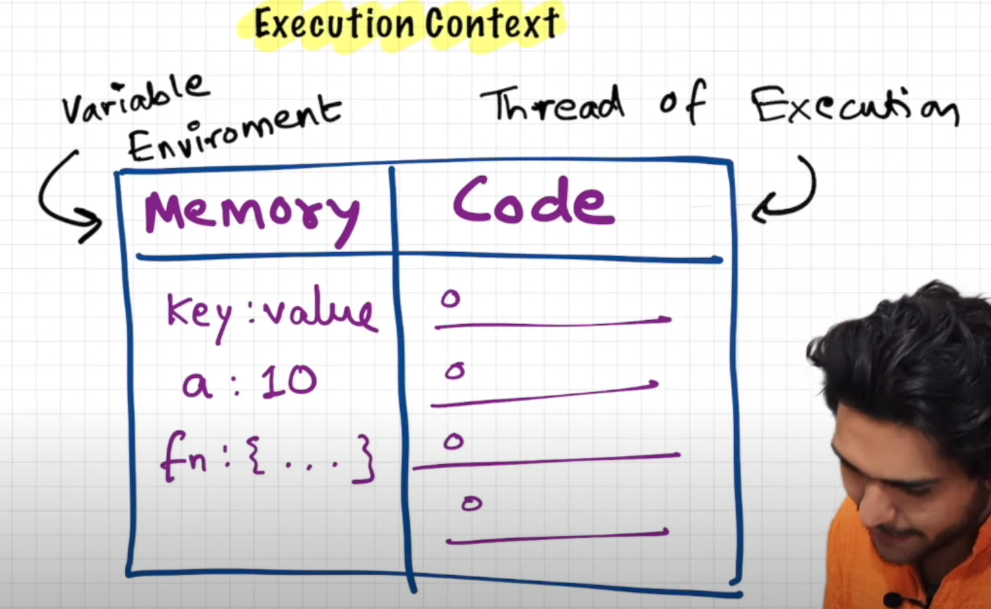 Execution Context
Variable
Enviroment
Thread of Execution
Memory
Code
key : value
a : 10
fn : { . . . . }